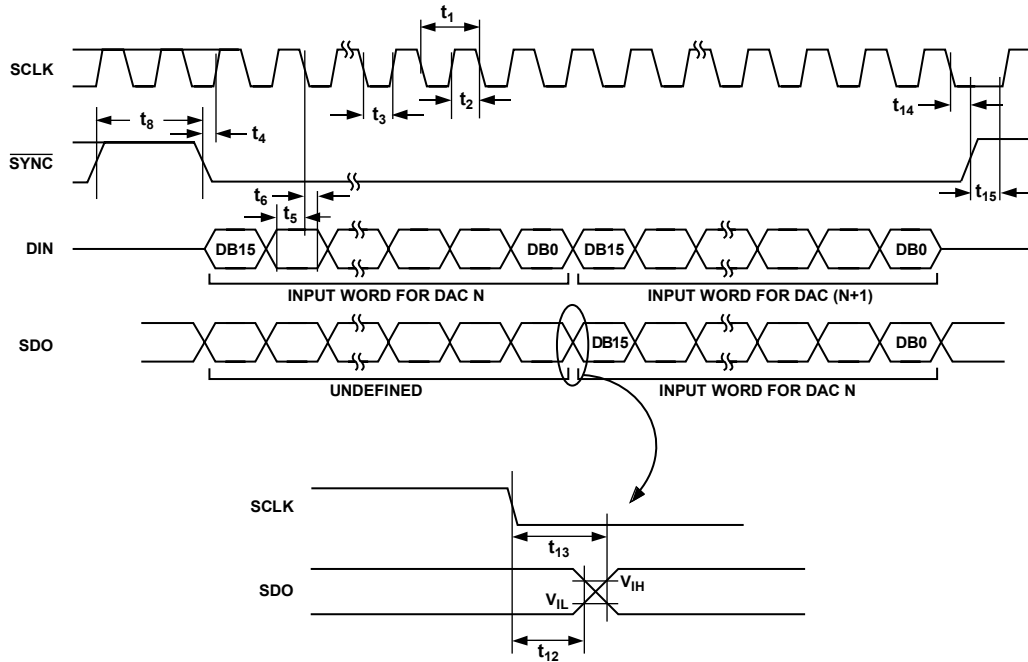 t1
SCLK
t3
t2
t14
t8
t4
SYNC
t6
t5
t15
DIN
DB15
DB0
DB15
DB0
INPUT WORD FOR DAC N
INPUT WORD FOR DAC (N+1)
SDO
DB15
DB0
UNDEFINED
INPUT WORD FOR DAC N
SCLK
t13
SDO
VIH
VIL
t12